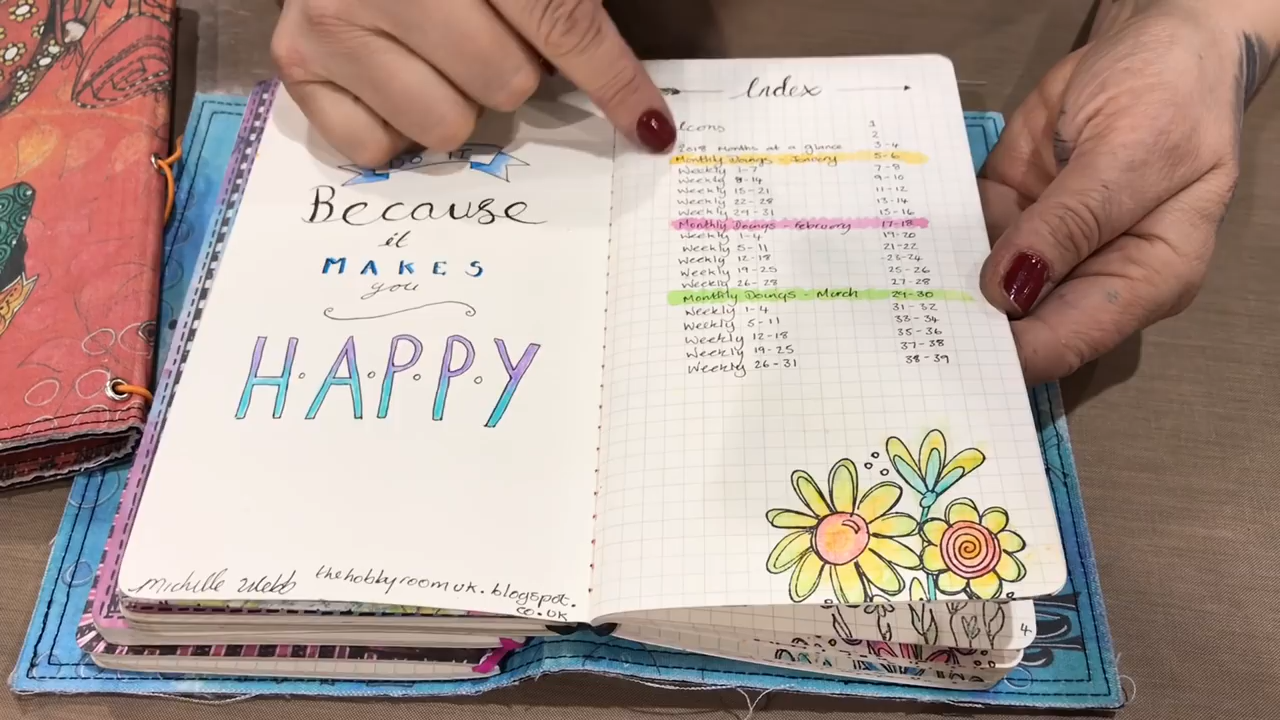 DO IT
Because
it
MAKES
you
H.A.P.P.Y
Michelle Webb thehobbyroomuk.blogspot.
co.uk
Index
Icons 1
2
2018 Months at a glance 3-4
Monthly Doings - January 5-6
Weekly 1-7 7-8
Weekly 8-14 9-10
Weekly 15-21 11-12
Weekly 22-28 13-14
Weekly 29-31 15-16
Monthly Doings - February 17-18
Weekly 1-4 19-20
Weekly 5-11 21-22
Weekly 12-18 23-24
Weekly 19-25 25-26
Weekly 26-28 27-28
Monthly Doings - March 29-30
Weekly 1-4 31-32
Weekly 5-11 33-34
Weekly 12-18 35-36
Weekly 19-25 37-38
Weekly 26-31 38-39
4